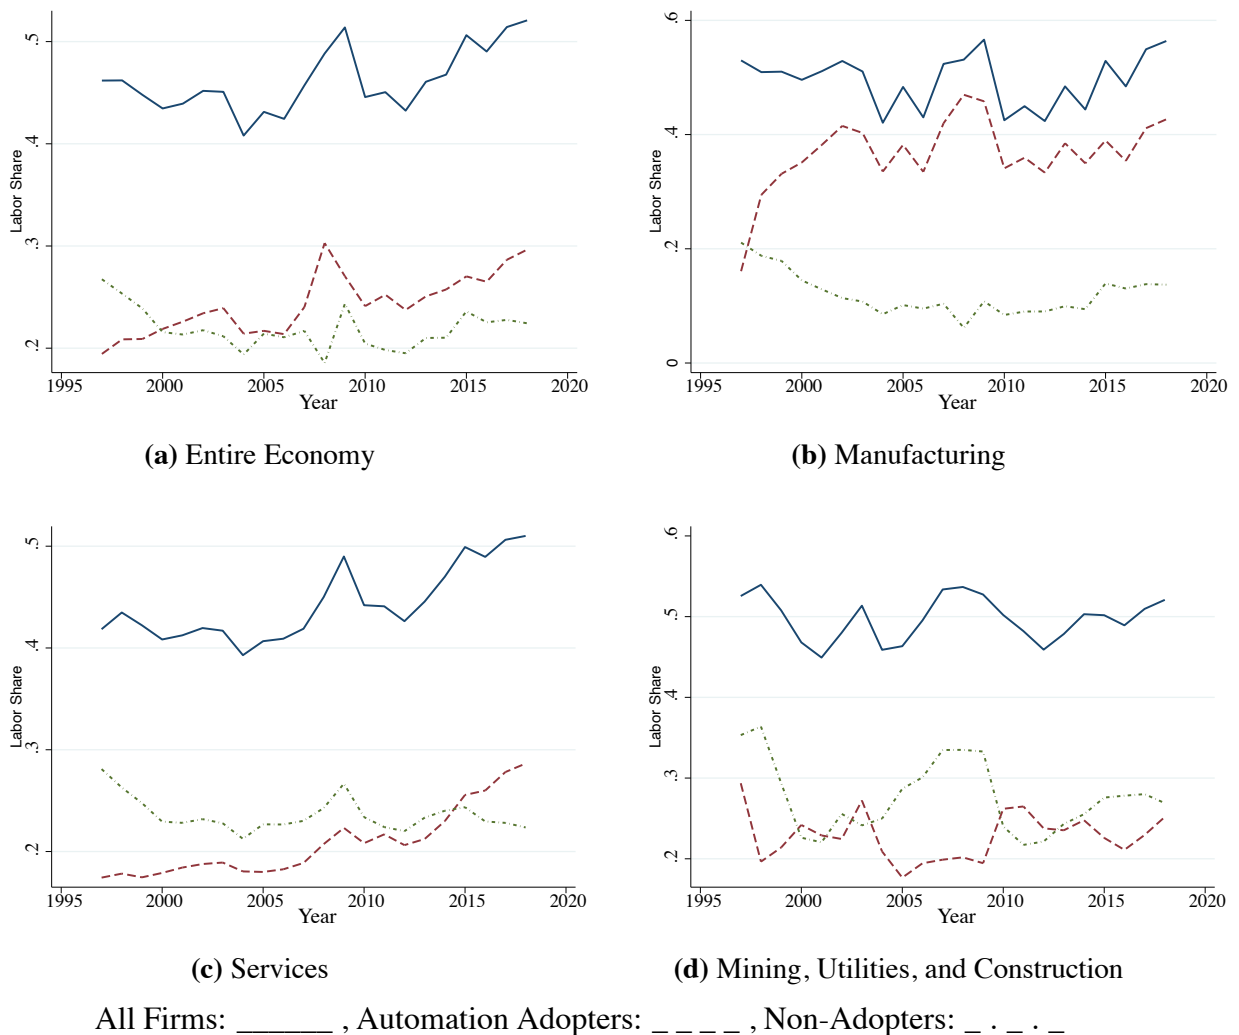 .5
.4
.3
.2
Labor Share
1995 2000 2005 2010 2015 2020
Year
(a) Entire Economy
.6
.4
.2
0
Labor Share
1995 2000 2005 2010 2015 2020
Year
(b) Manufacturing
.5
.4
.3
.2
Labor Share
1995 2000 2005 2010 2015 2020
Year
(c) Services
.6
.5
.4
.3
.2
Labor Share
1995 2000 2005 2010 2015 2020
Year
(d) Mining, Utilities, and Construction
All Firms: ______ , Automation Adopters: _ _ _ _ , Non-Adopters: _ . _ . _